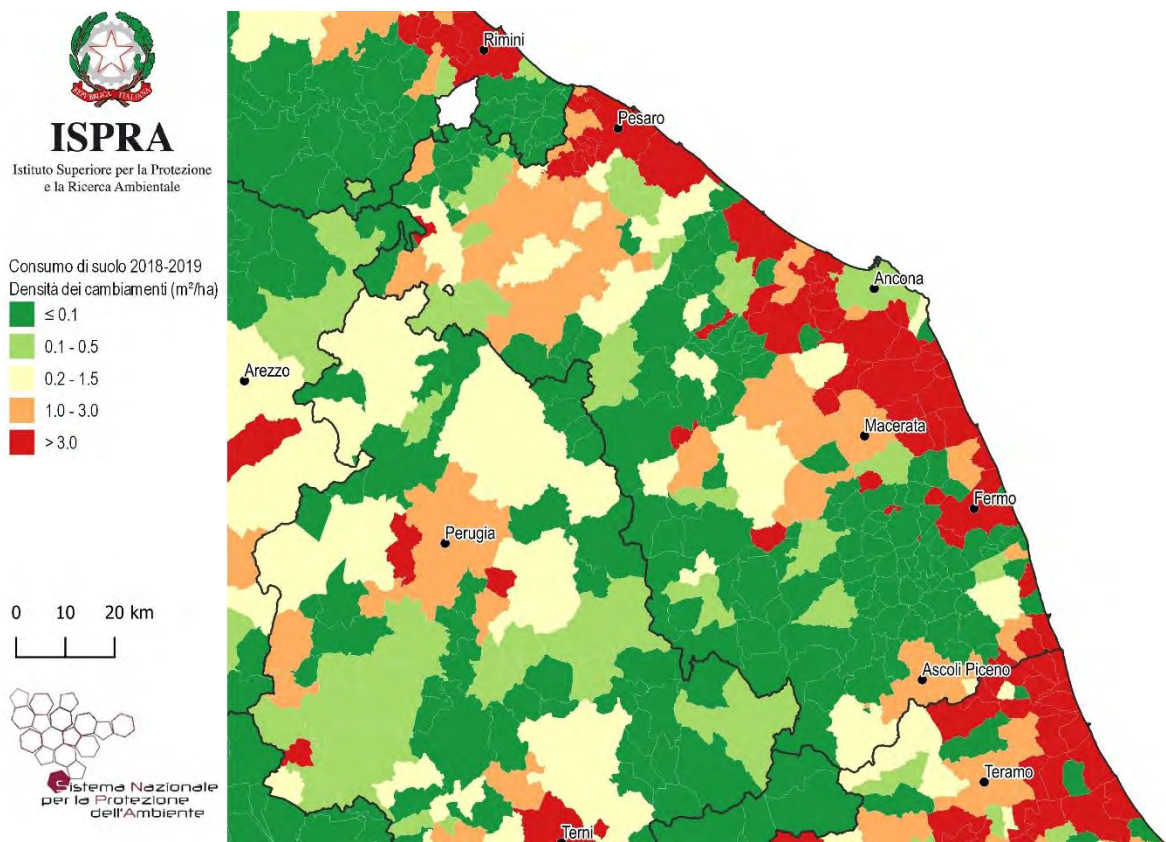 REPVBBLICA ITALIANA
ISPRA
Istituto Superiore per la Protezione
e la Ricerca Ambientale
Consumo di suolo 2018-2019
Densità dei cambiamenti (m²/ha)
≤ 0.1
0.1 - 0.5
0.2 - 1.5
1.0 - 3.0
> 3.0
0 10 20 km
Sistema Nazionale
per la Protezione
dell'Ambiente
Rimini
Pesaro
Ancona
Arezzo
Macerata
Fermo
Perugia
Ascoli Piceno
Teramo
Terni